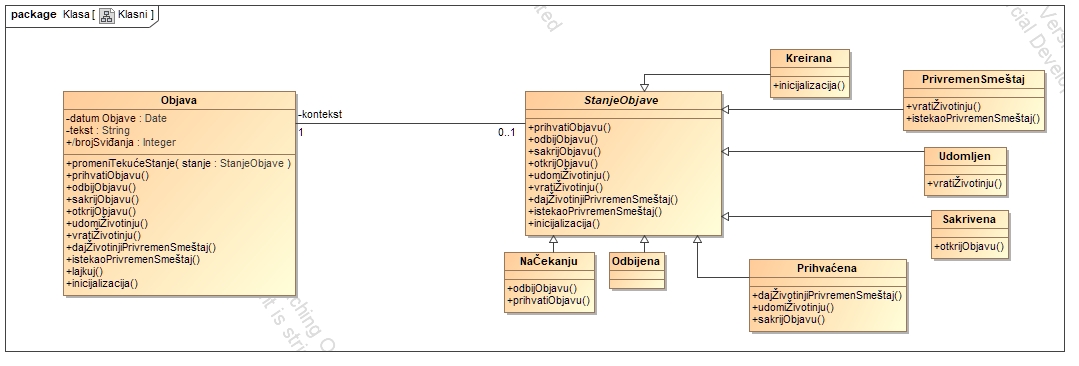 package Klasa [ Klasni ]
Objava
-datum Objave : Date
-tekst : String
+/brojSviđanja : Integer
+promeniTekućeStanje( stanje : StanjeObjave )
+prihvatiObjavu()
+odbijObjavu()
+sakrijObjavu()
+otkrijObjavu()
+udomiŽivotinju()
+vratiŽivotinju()
+dajŽivotinjiPrivremenSmeštaj()
+istekaoPrivremenSmeštaj()
+lajkuj()
+inicijalizacija()
-kontekst
1
0..1
StanjeObjave
+prihvatiObjavu()
+odbijObjavu()
+sakrijObjavu()
+otkrijObjavu()
+udomiŽivotinju()
+vratiŽivotinju()
+dajŽivotinjiPrivremenSmeštaj()
+istekaoPrivremenSmeštaj()
+inicijalizacija()
Kreirana
+inicijalizacija()
PrivremenSmeštaj
+vratiŽivotinju()
+istekaoPrivremenSmeštaj()
Udomljen
+vratiŽivotinju()
Sakrivena
+otkrijObjavu()
NaČekanju
+odbijObjavu()
+prihvatiObjavu()
Odbijena
Prihvaćena
+dajŽivotinjiPrivremenSmeštaj()
+udomiŽivotinju()
+sakrijObjavu()